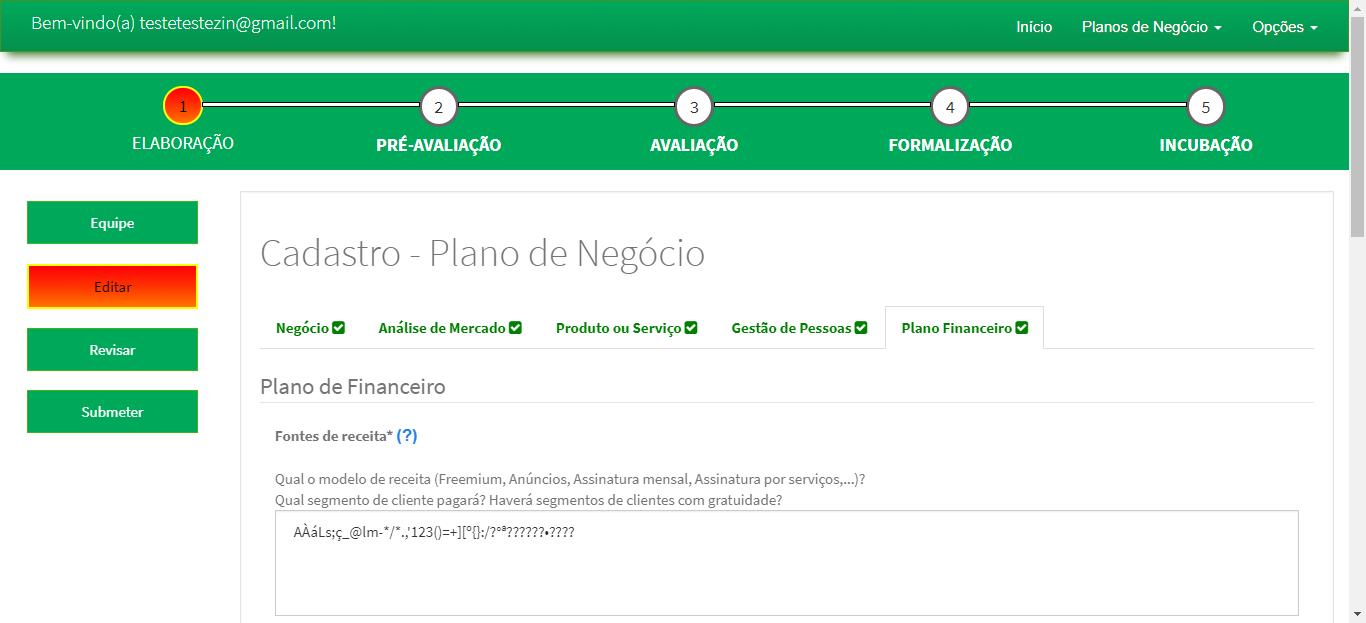 Bem-vindo(a) testetestezin@gmail.com!
Início Planos de Negócio Opções
1 2 3 4 5
ELABORAÇÃO PRÉ-AVALIAÇÃO AVALIAÇÃO FORMALIZAÇÃO INCUBAÇÃO
Equipe
Editar
Revisar
Submeter
Cadastro - Plano de Negócio
Negócio Análise de Mercado Produto ou Serviço Gestão de Pessoas Plano Financeiro
Plano de Financeiro
Fontes de receita* (?)
Qual o modelo de receita (Freemium, Anúncios, Assinatura mensal, Assinatura por serviços,...)?
Qual segmento de cliente pagará? Haverá segmentos de clientes com gratuidade?
AÀáLs;ç_@lm-*/*.,'123()=+][º{}:/?°ª??????•????